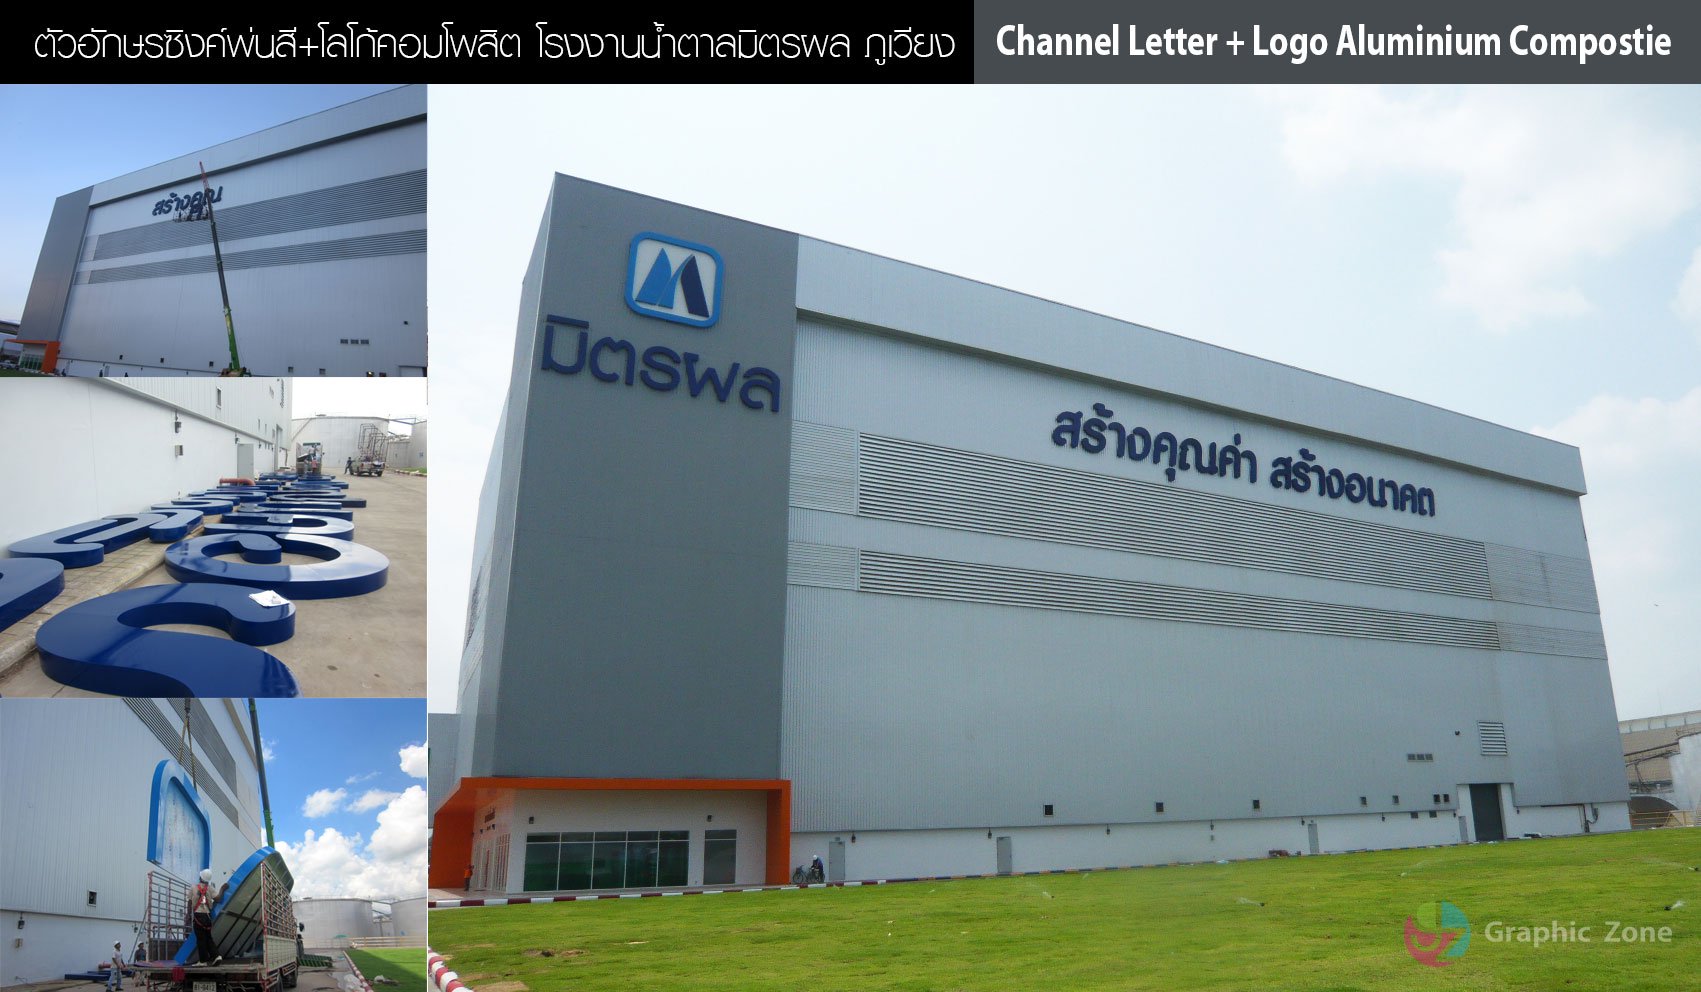 ตัวอักษรซิงค์พ่นสี+โลโก้คอมโพสิต โรงงานน้ำตาลมิตรผล ภูเวียง
Channel Letter + Logo Aluminium Compostie
สร้างคุณ
มิตรผล
สร้างคุณค่า สร้างอนาคต
Graphic Zone